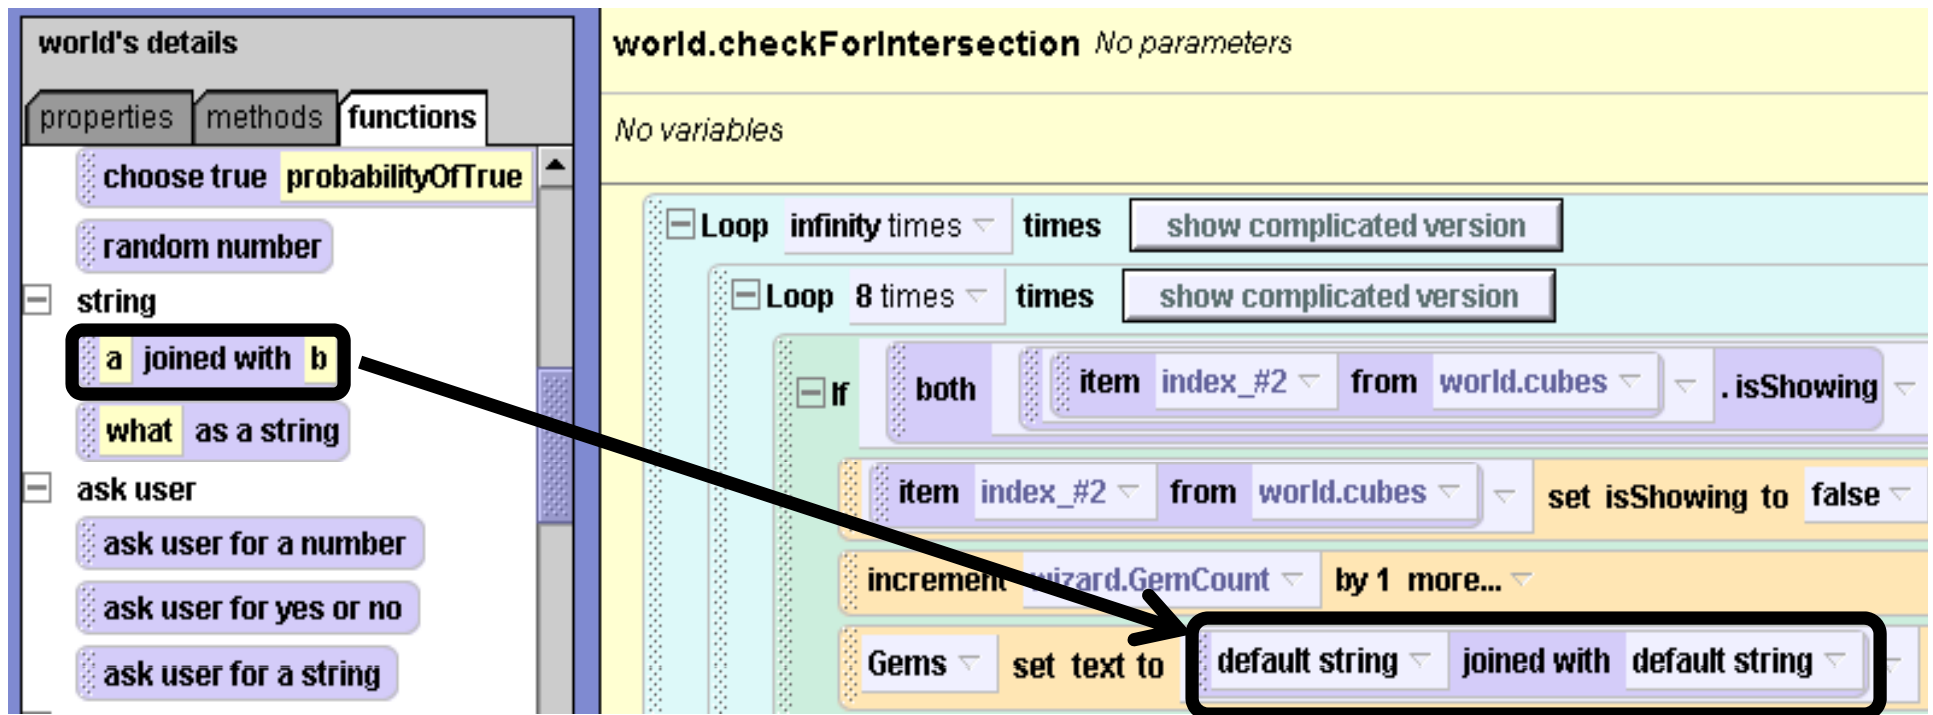 world's details
properties methods functions
choose true probabilityOfTrue
random number
string
a joined with b
what as a string
ask user
ask user for a number
ask user for yes or no
ask user for a string
world.checkForIntersection No parameters
No variables
Loop infinity times times show complicated version
Loop 8 times times show complicated version
If both item index_#2 from world.cubes . isShowing
item index_#2 from world.cubes set isShowing to false
increment wizard.GemCount by 1 more...
Gems set text to default string joined with default string